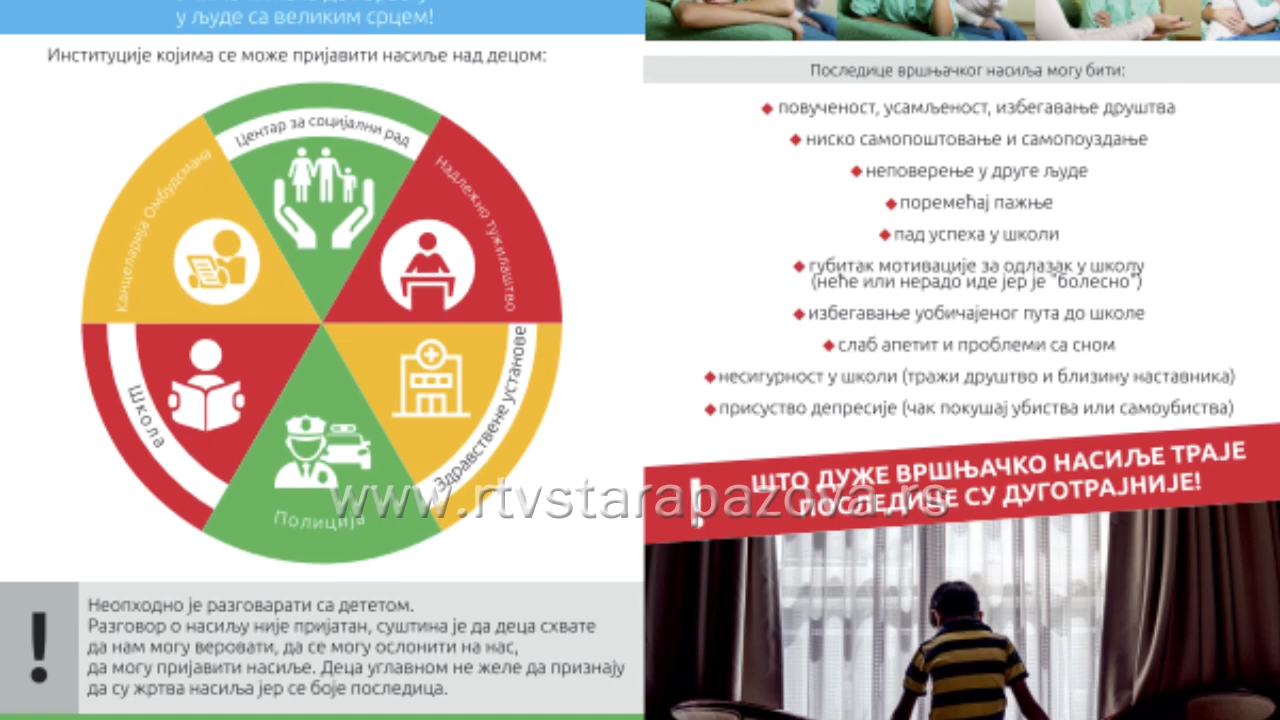 у људе са великим срцем!
Институције којима се може пријавити насиље над децом:
Центар за социјални рад
Надлежно тужилаштво
Здравствене установе
Полиција
Школа
Канцеларија Омбудсмана
!
Неопходно је разговарати са дететом.
Разговор о насиљу није пријатан, суштина је да деца схвате
да нам могу веровати, да се могу ослонити на нас,
да могу пријавити насиље. Деца углавном не желе да признају
да су жртва насиља јер се боје последица.
Последице вршњачког насиља могу бити:
повученост, усамљеност, избегавање друштва
ниско самопоштовање и самопоуздање
неповерење у друге људе
поремећај пажње
пад успеха у школи
губитак мотивације за одлазак у школу
(неће или нерадо иде јер је "болесно")
избегавање уобичајеног пута до школе
слаб апетит и проблеми са сном
несигурност у школи (тражи друштво и близину наставника)
присуство депресије (чак покушај убиства или самоубиства)
! ШТО ДУЖЕ ВРШЊАЧКО НАСИЉЕ ТРАЈЕ
ПОСЛЕДИЦЕ СУ ДУГОТРАЈНИЈЕ!
www.rtvstarapazova.rs